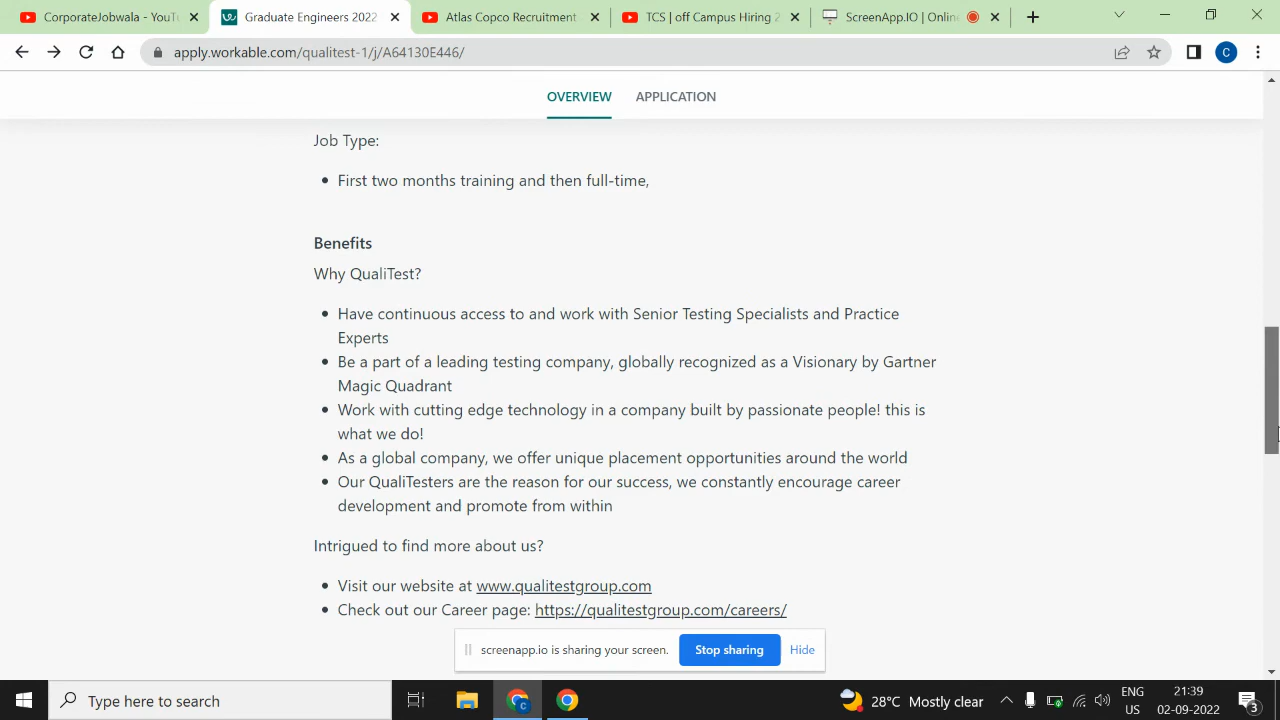 CorporateJobwala - YouTu
Graduate Engineers 2022
Atlas Copco Recruitment
TCS | off Campus Hiring 2
ScreenApp.IO | Online
apply.workable.com/qualitest-1/j/A64130E446/
C
OVERVIEW
APPLICATION
Job Type:
• First two months training and then full-time,
Benefits
Why QualiTest?
• Have continuous access to and work with Senior Testing Specialists and Practice
Experts
• Be a part of a leading testing company, globally recognized as a Visionary by Gartner
Magic Quadrant
• Work with cutting edge technology in a company built by passionate people! this is
what we do!
• As a global company, we offer unique placement opportunities around the world
• Our QualiTesters are the reason for our success, we constantly encourage career
development and promote from within
Intrigued to find more about us?
• Visit our website at www.qualitestgroup.com
• Check out our Career page: https://qualitestgroup.com/careers/
screenapp.io is sharing your screen.
Stop sharing
Hide
Type here to search
C
28°C Mostly clear
ENG
US
21:39
02-09-2022
3